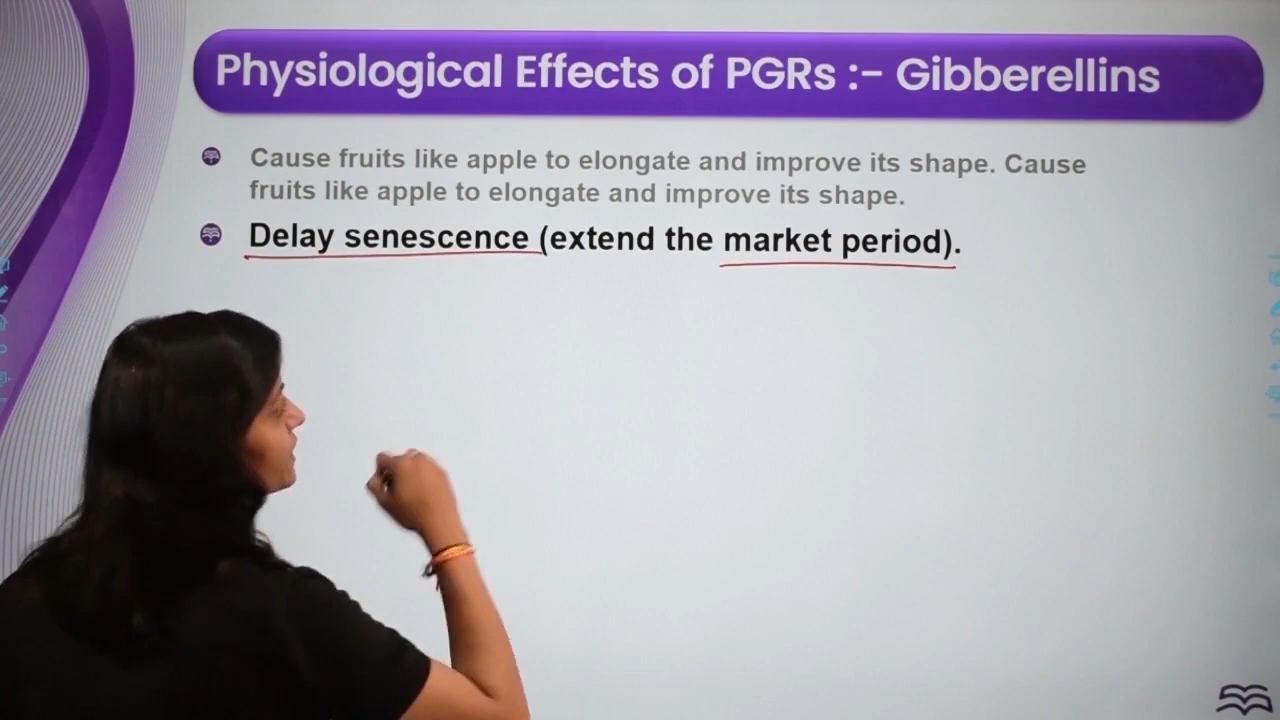 Physiological Effects of PGRs :- Gibberellins
Cause fruits like apple to elongate and improve its shape. Cause
fruits like apple to elongate and improve its shape.
Delay senescence (extend the market period).